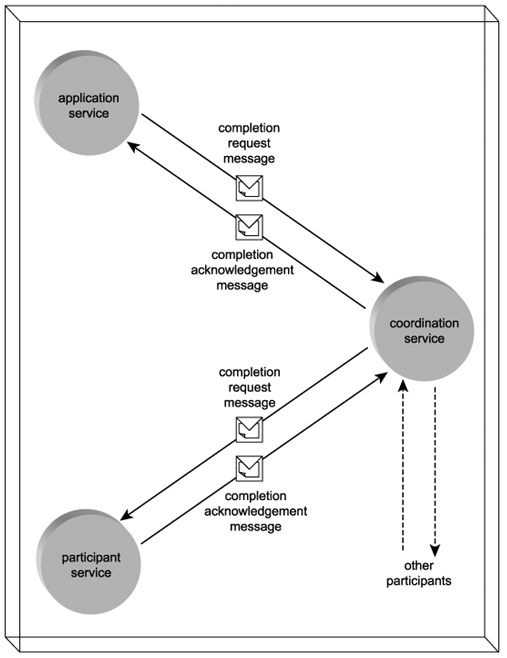 application
service
completion
request
message
completion
acknowledgement
message
coordination
service
completion
request
message
completion
acknowledgement
message
participant
service
other
participants